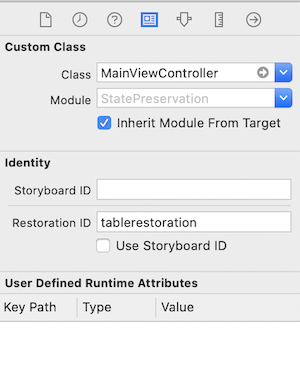 Custom Class
Class MainViewController
Module StatePreservation
Inherit Module From Target
Identity
Storyboard ID
Restoration ID tablerestoration
Use Storyboard ID
User Defined Runtime Attributes
Key Path Type Value